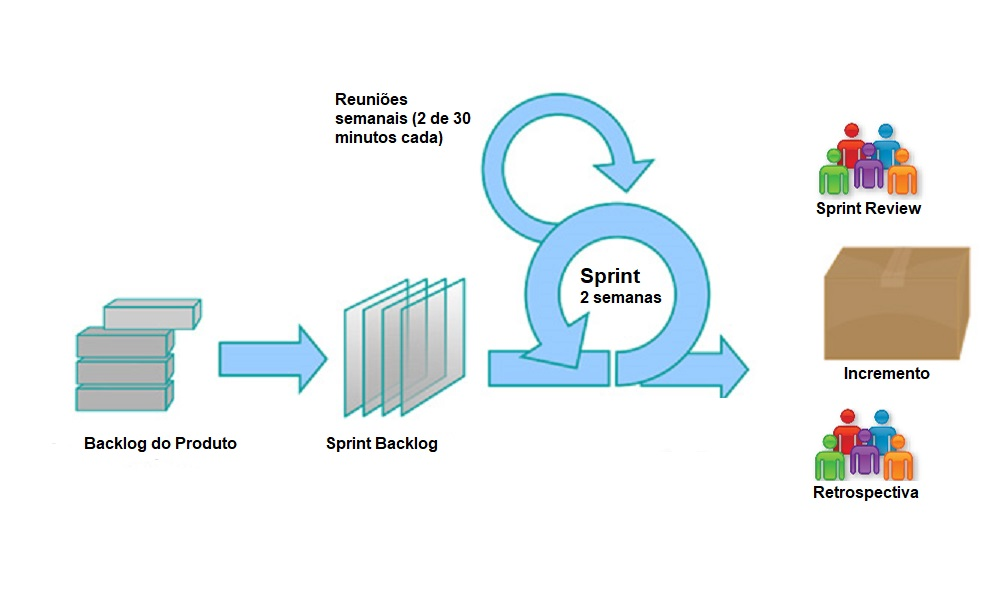 Reuniões
semanais (2 de 30
minutos cada)
Sprint Review
Sprint
2 semanas
Incremento
Backlog do Produto
Sprint Backlog
Retrospectiva